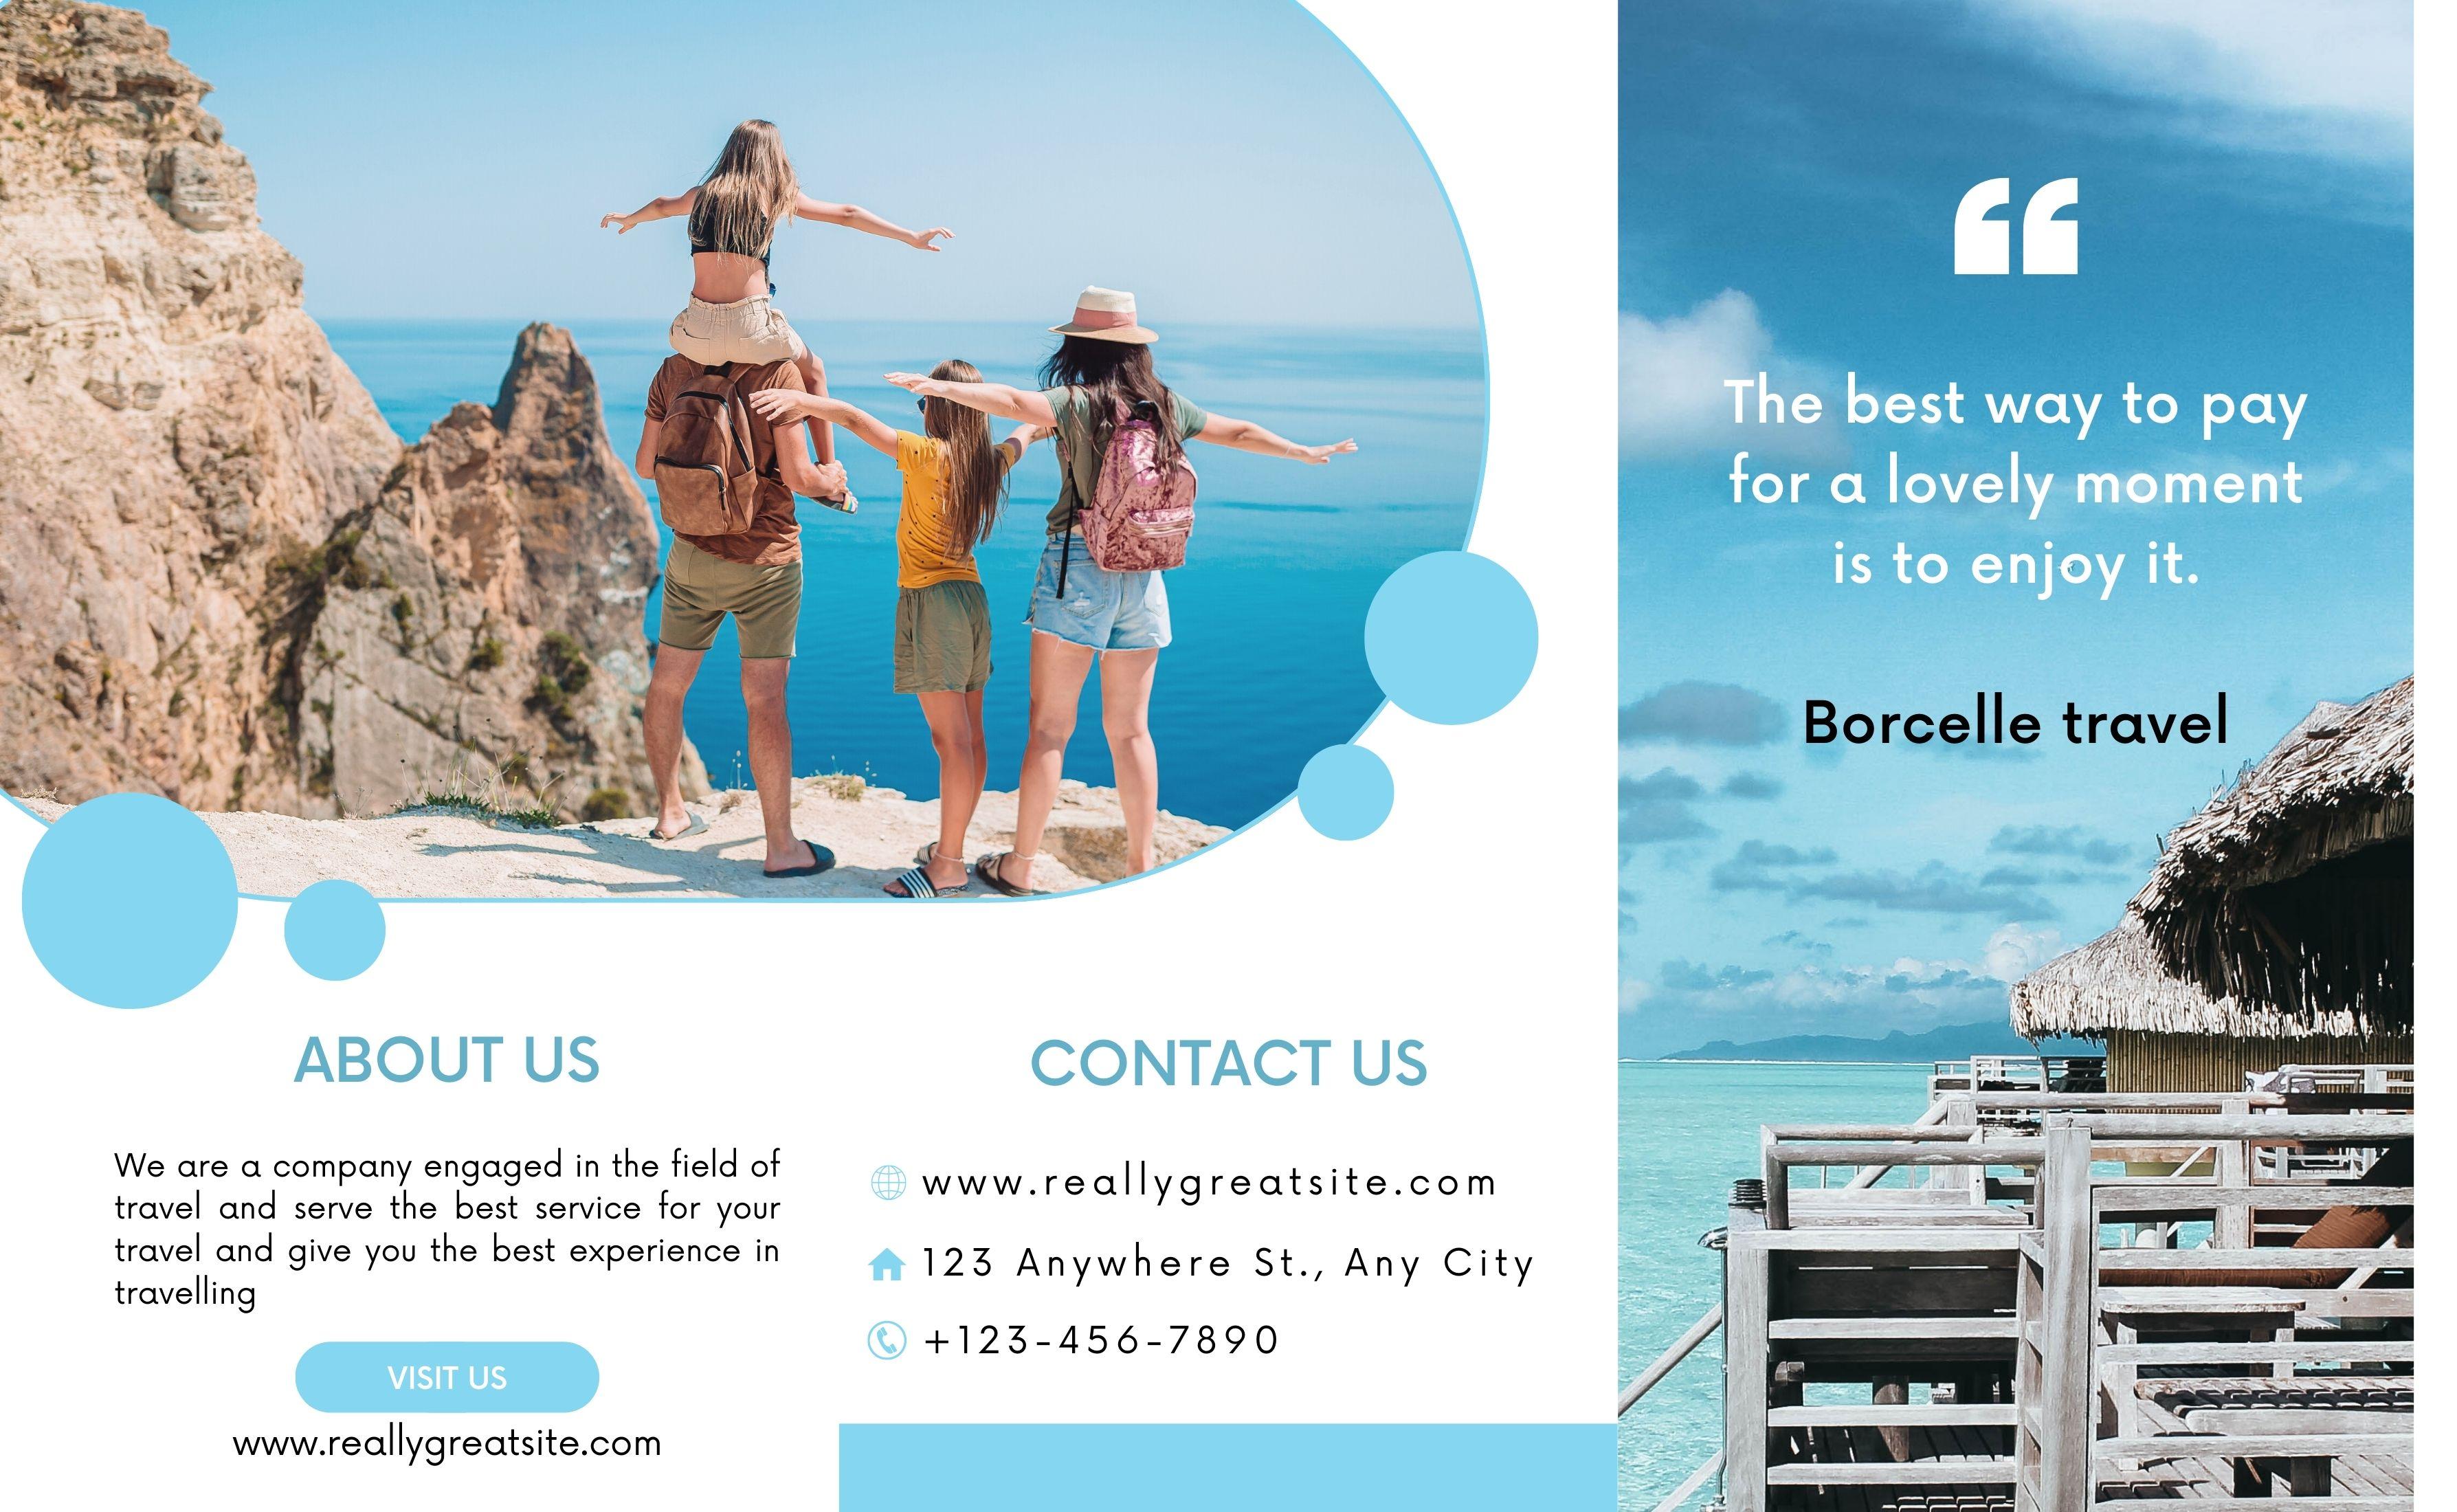 ABOUT US
We are a company engaged in the field of
travel and serve the best service for your
travel and give you the best experience in
travelling
VISIT US
www.reallygreatsite.com
CONTACT US
www.reallygreatsite.com
123 Anywhere St., Any City
+123-456-7890
“
The best way to pay
for a lovely moment
is to enjoy it.
Borcelle travel